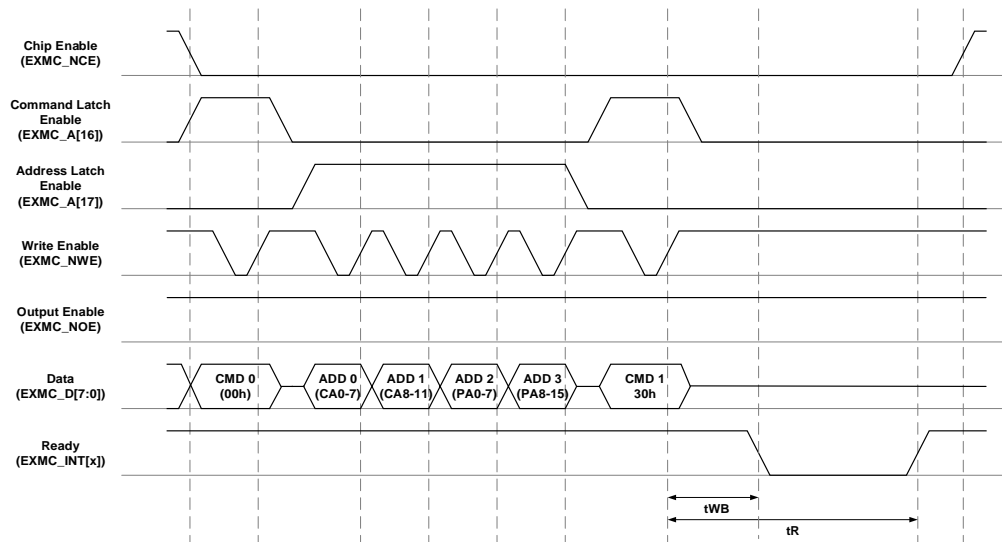 Chip Enable
(EXMC_NCE)
Command Latch
Enable
(EXMC_A[16])
Address Latch
Enable
(EXMC_A[17])
Write Enable
(EXMC_NWE)
Output Enable
(EXMC_NOE)
Data
(EXMC_D[7:0])
CMD 0
(00h)
ADD 0
(CA0-7)
ADD 1
(CA8-11)
ADD 2
(PA0-7)
ADD 3
(PA8-15)
CMD 1
30h
Ready
(EXMC_INT[x])
tWB
tR